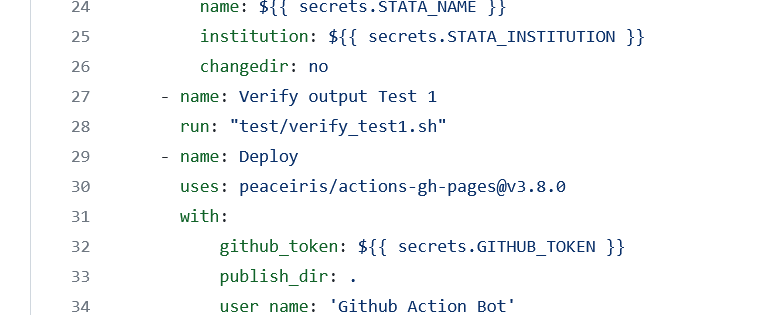 24 name: ${{ secrets.STATA_NAME }}
25 institution: ${{ secrets.STATA_INSTITUTION }}
26 changedir: no
27 - name: Verify output Test 1
28 run: "test/verify_test1.sh"
29 - name: Deploy
30 uses: peaceiris/actions-gh-pages@v3.8.0
31 with:
32 github_token: ${{ secrets.GITHUB_TOKEN }}
33 publish_dir: .
34 user_name: 'Github Action Bot'